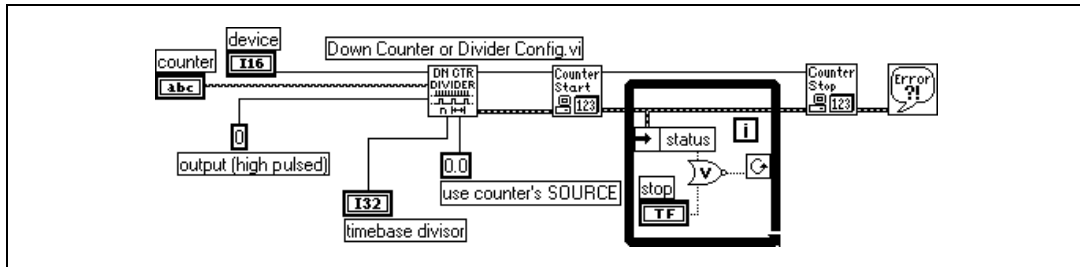 device
I16
counter
abc
Down Counter or Divider Config.vi
DN CTR
DIVIDER
n
Counter
Start
123
Counter
Stop
123
Error
?!
0
output (high pulsed)
0.0
use counter's SOURCE
I32
timebase divisor
status
i
V
stop
TF